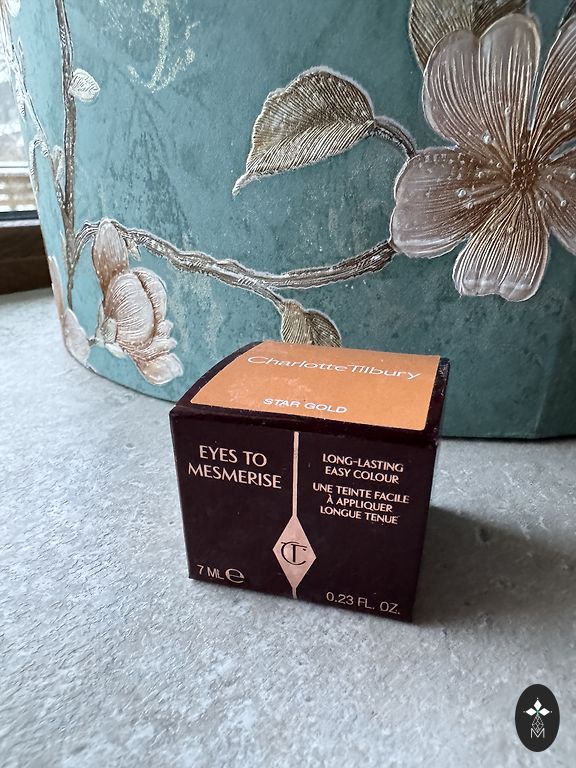 CharlotteTilbury
STAR GOLD
EYES TO
MESMERISE
LONG-LASTING
EASY COLOUR
UNE TEINTE FACILE
À APPLIQUER
LONGUE TENUE
CT
7 ML ℮
0.23 FL. OZ.
M